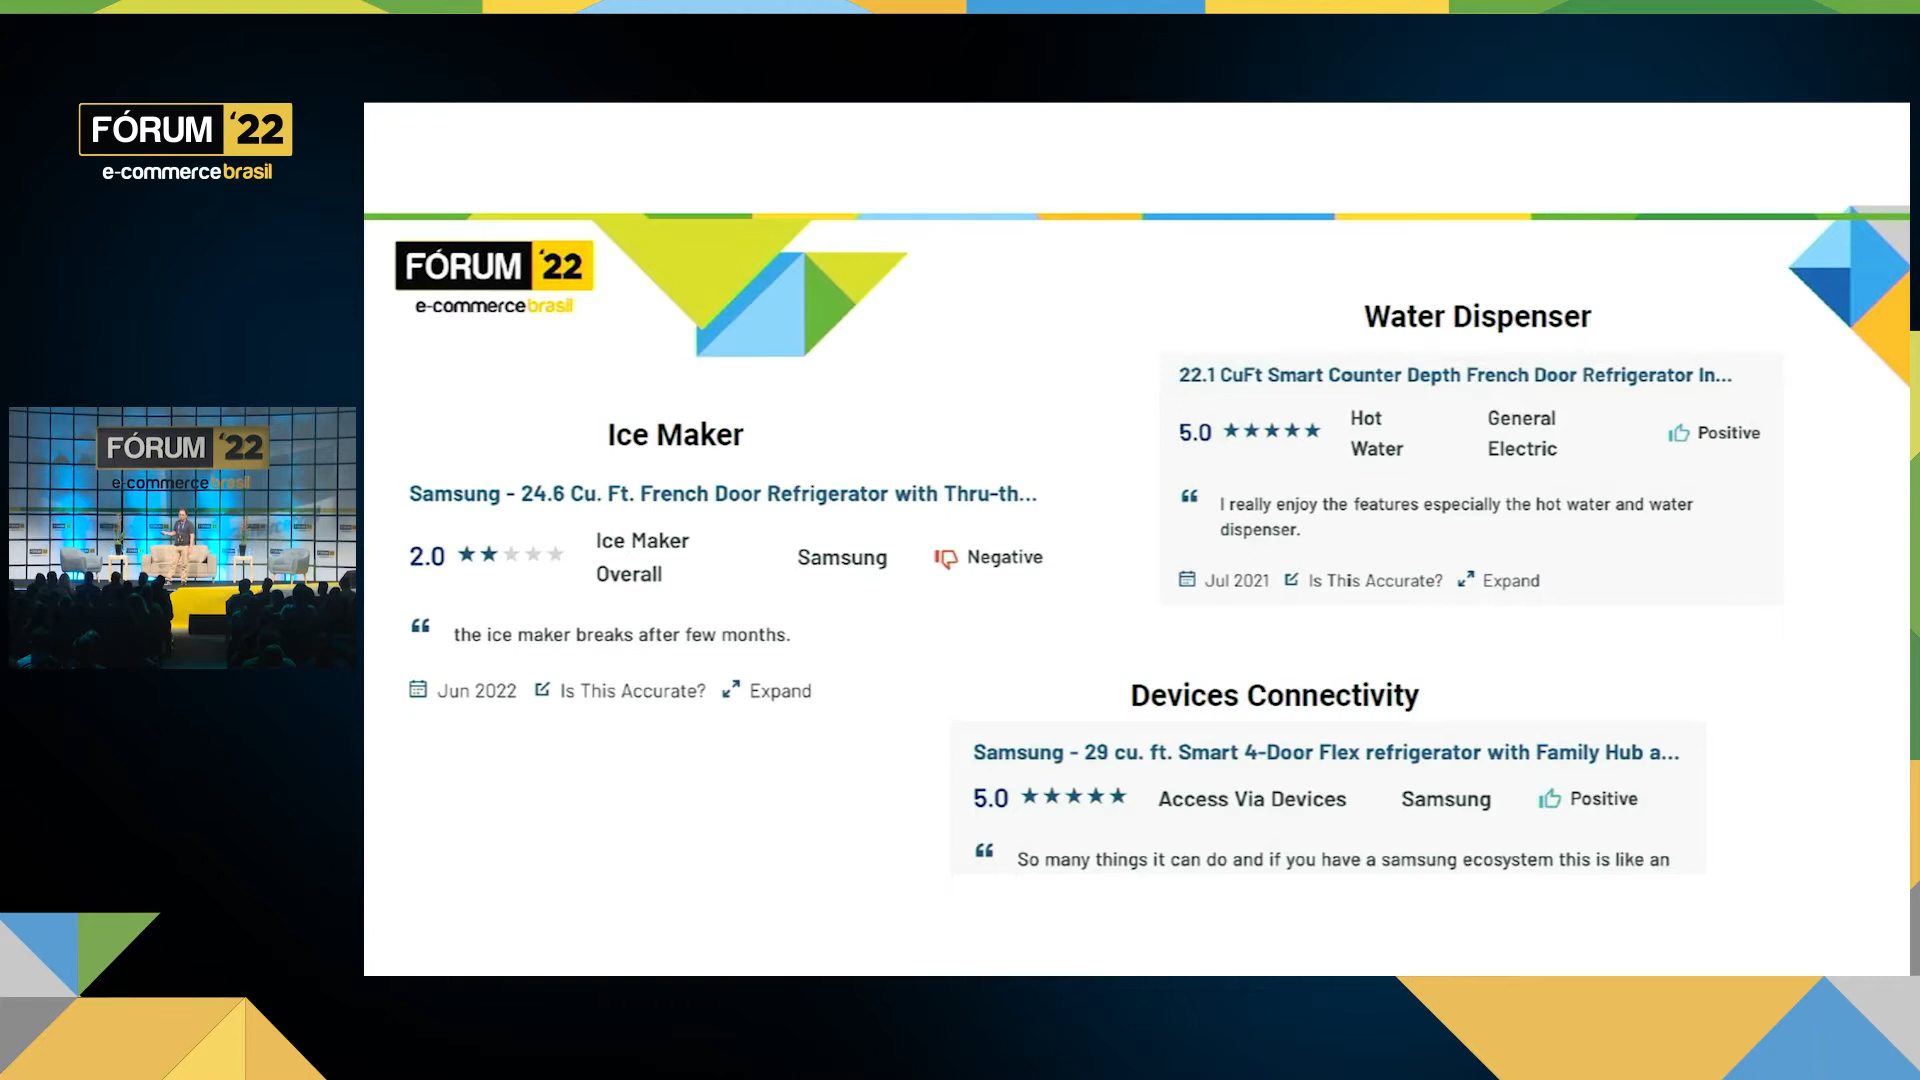 FÓRUM '22
e-commercebrasil
FÓRUM '22
e-commercebrasil
FÓRUM '22
e-commercebrasil
Ice Maker
Samsung - 24.6 Cu. Ft. French Door Refrigerator with Thru-th...
2.0
Ice Maker
Overall
Samsung
Negative
“ the ice maker breaks after few months.
Jun 2022 Is This Accurate? Expand
Water Dispenser
22.1 CuFt Smart Counter Depth French Door Refrigerator In...
5.0
Hot
Water
General
Electric
Positive
“ I really enjoy the features especially the hot water and water
dispenser.
Jul 2021 Is This Accurate? Expand
Devices Connectivity
Samsung - 29 cu. ft. Smart 4-Door Flex refrigerator with Family Hub a...
5.0 Access Via Devices Samsung Positive
“ So many things it can do and if you have a samsung ecosystem this is like an